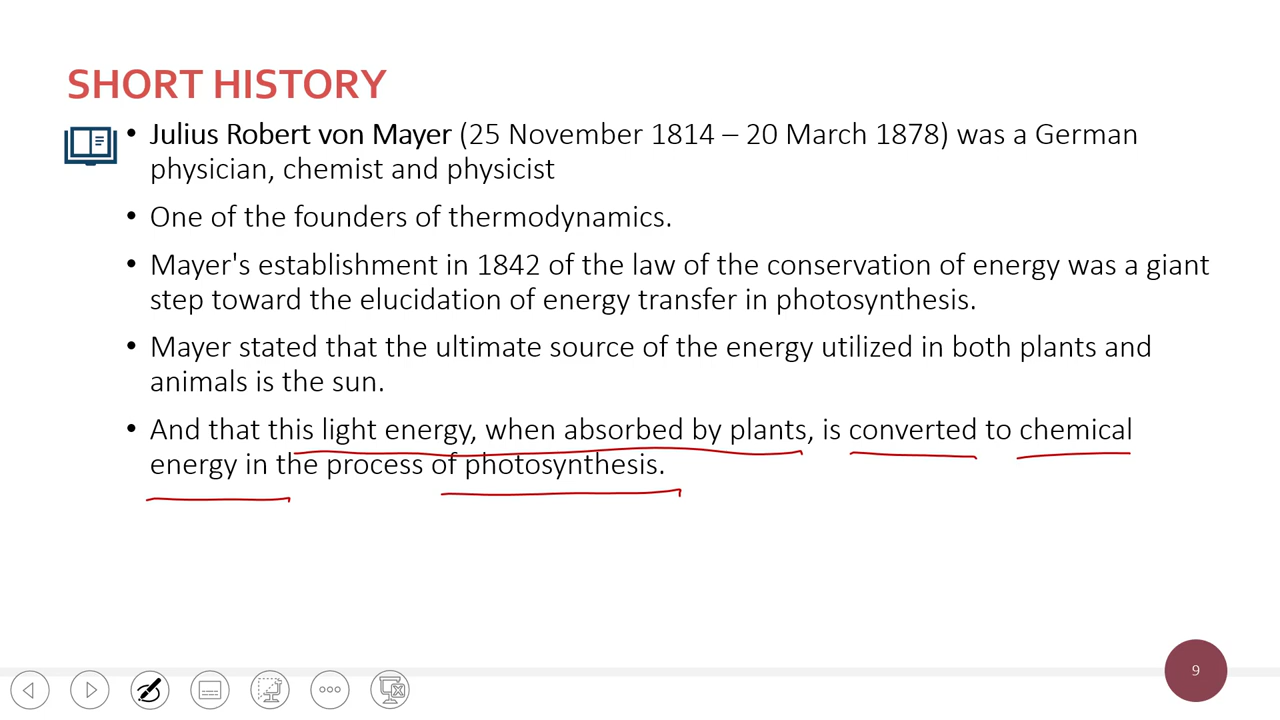 SHORT HISTORY
• Julius Robert von Mayer (25 November 1814 – 20 March 1878) was a German
physician, chemist and physicist
• One of the founders of thermodynamics.
• Mayer's establishment in 1842 of the law of the conservation of energy was a giant
step toward the elucidation of energy transfer in photosynthesis.
• Mayer stated that the ultimate source of the energy utilized in both plants and
animals is the sun.
• And that this light energy, when absorbed by plants, is converted to chemical
energy in the process of photosynthesis.
9